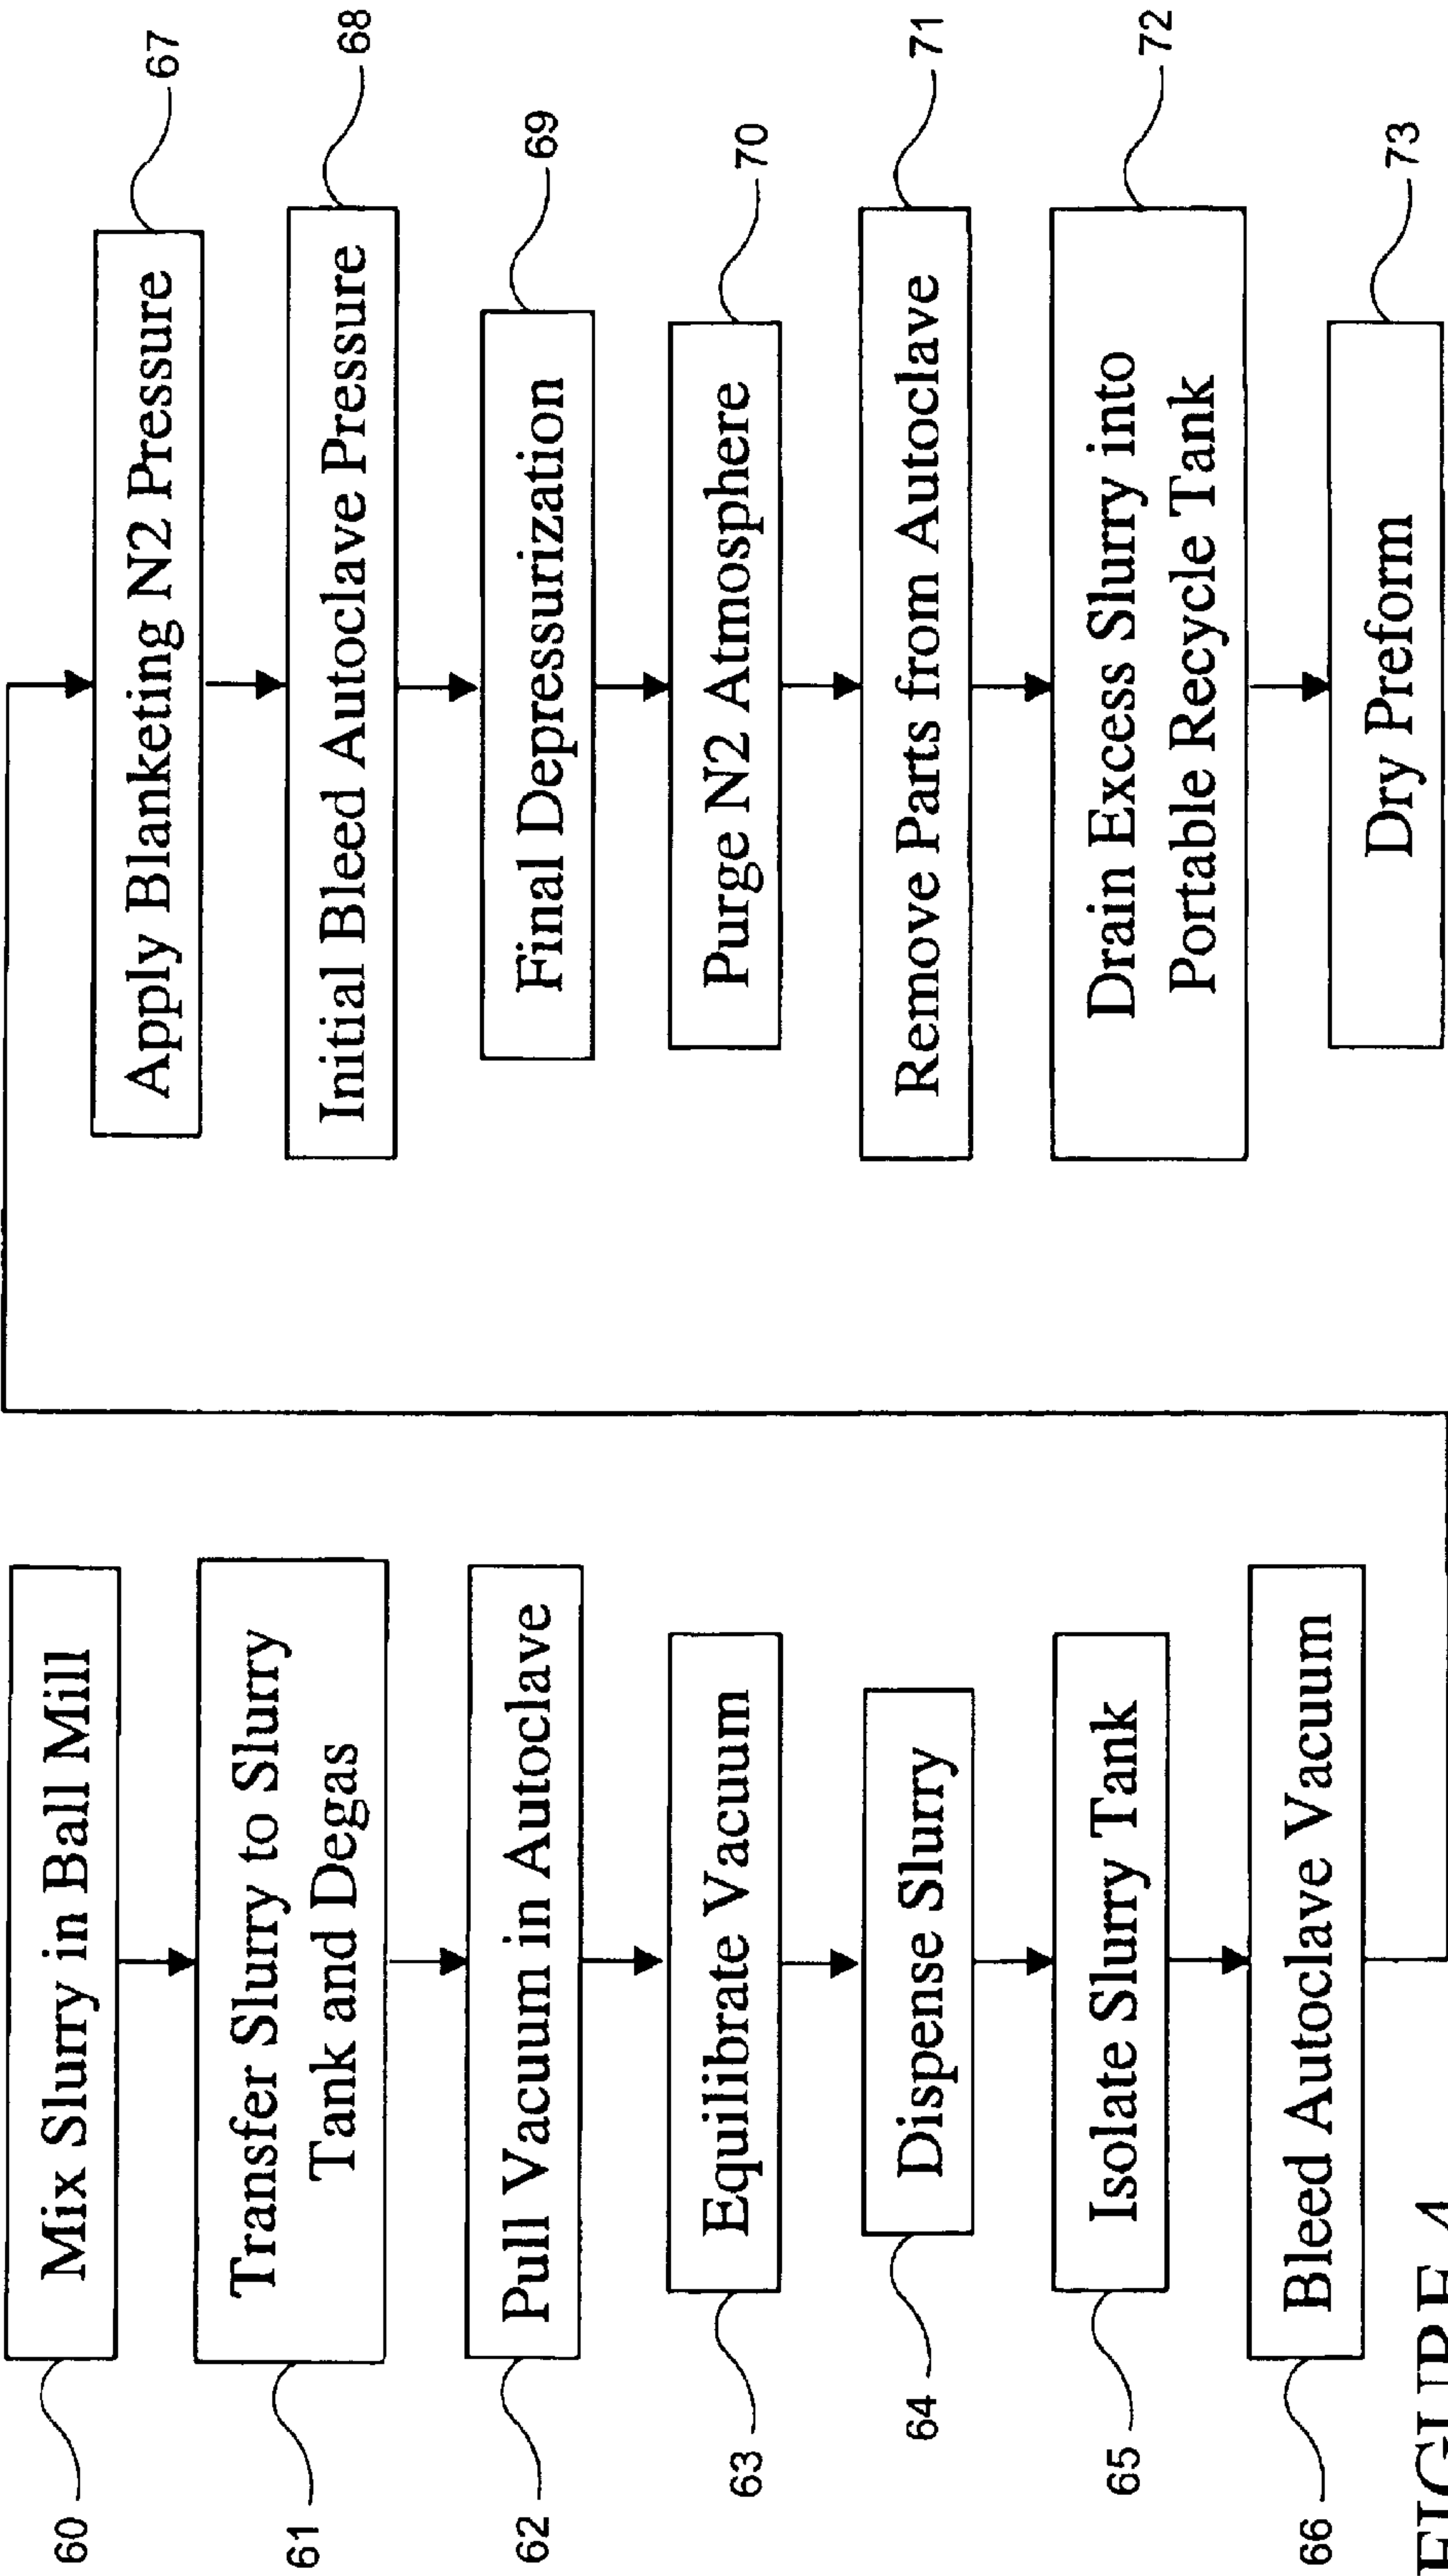 60
Mix Slurry in Ball Mill
61
Transfer Slurry to Slurry
Tank and Degas
62
Pull Vacuum in Autoclave
63
Equilibrate Vacuum
64
Dispense Slurry
65
Isolate Slurry Tank
66
Bleed Autoclave Vacuum
Apply Blanketing N2 Pressure
67
Initial Bleed Autoclave Pressure
68
Final Depressurization
69
Purge N2 Atmosphere
70
Remove Parts from Autoclave
71
Drain Excess Slurry into
Portable Recycle Tank
72
Dry Preform
73
FIGURE 4